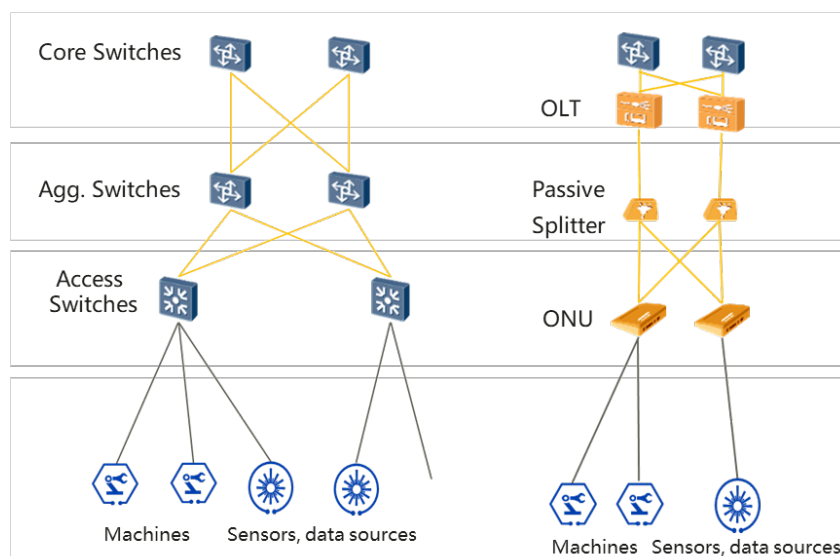 Core Switches
OLT
Agg. Switches
Passive
Splitter
Access
Switches
ONU
Machines
Sensors, data sources
Machines
Sensors, data sources